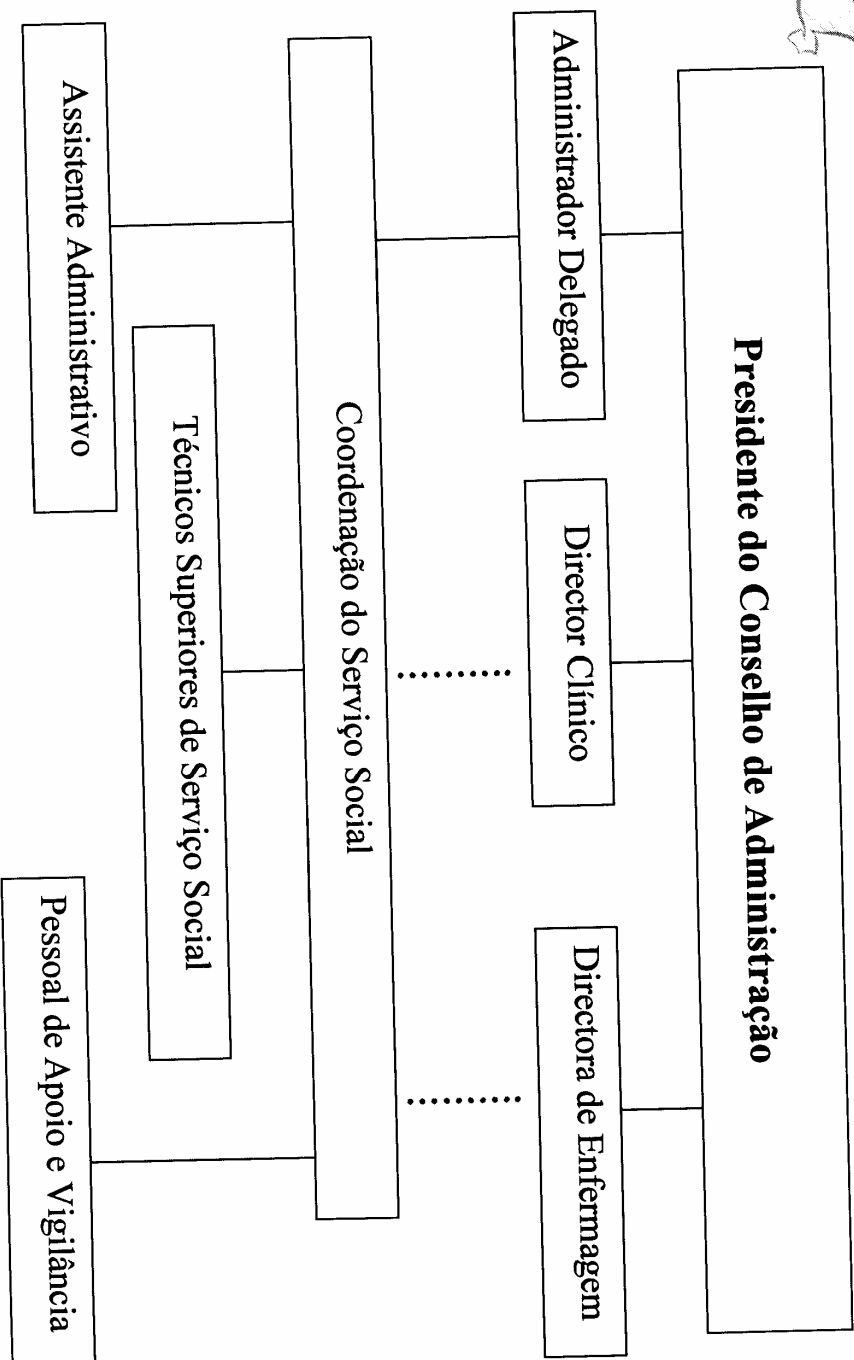 Presidente do Conselho de Administração
Administrador Delegado
Director Clínico
Directora de Enfermagem
Coordenação do Serviço Social
Técnicos Superiores de Serviço Social
Assistente Administrativo
Pessoal de Apoio e Vigilância